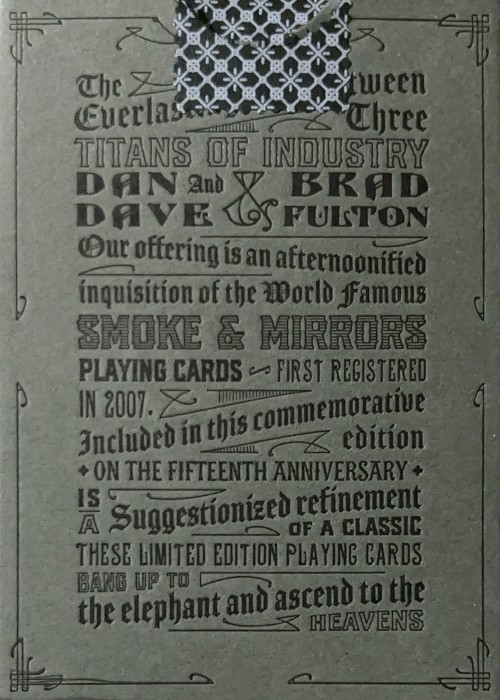 The tween
Everlas Three
TITANS OF INDUSTRY
DAN And & BRAD
DAVE FULTON
Our offering is an afternoonified
inquisition of the World Famous
SMOKE & MIRRORS
PLAYING CARDS ~ FIRST REGISTERED
IN 2007.
Included in this commemorative
edition
ON THE FIFTEENTH ANNIVERSARY
IS
A Suggestionized refinement
OF A CLASSIC
THESE LIMITED EDITION PLAYING CARDS
BANG UP TO
the elephant and ascend to the
HEAVENS